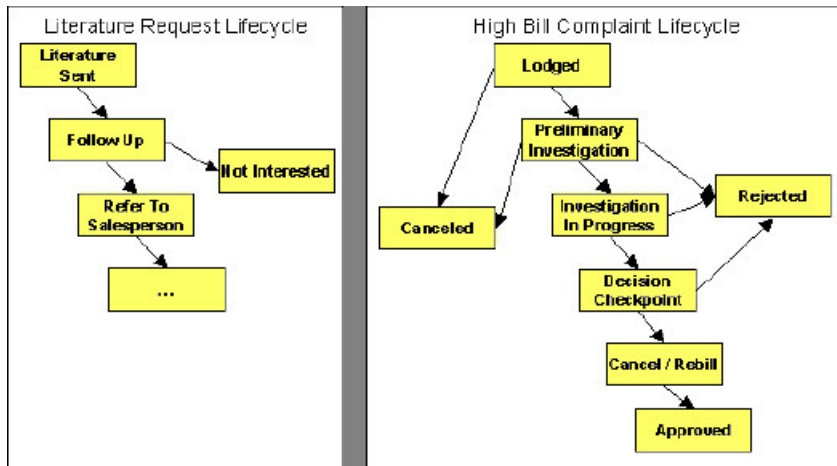 Literature Request Lifecycle
Literature
Sent
Follow Up
Not Interested
Refer To
Salesperson
...
High Bill Complaint Lifecycle
Lodged
Preliminary
Investigation
Rejected
Investigation
In Progress
Canceled
Decision
Checkpoint
Cancel / Rebill
Approved